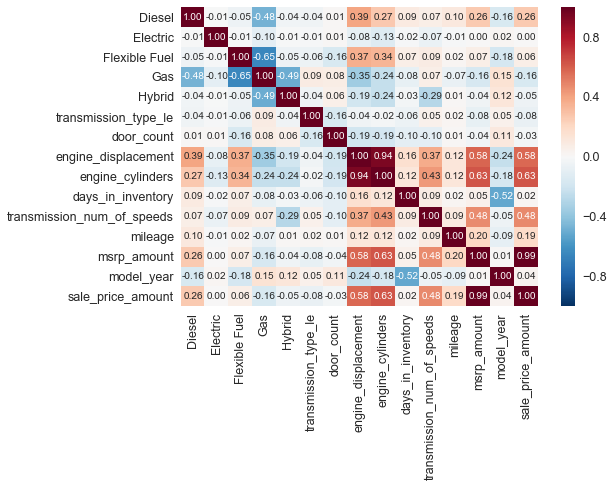 Diesel 1.00 -0.01 -0.05 -0.48 -0.04 -0.04 0.01 0.39 0.27 0.09 0.07 0.10 0.26 -0.16 0.26
Electric -0.01 1.00 -0.01 -0.10 -0.01 -0.01 0.01 -0.08 -0.13 -0.02 -0.07 -0.01 0.00 0.02 0.00
Flexible Fuel -0.05 -0.01 1.00 -0.65 -0.05 -0.06 -0.16 0.37 0.34 0.07 0.09 0.02 0.07 -0.18 0.06
Gas -0.48 -0.10 -0.65 1.00 -0.49 0.09 0.08 -0.35 -0.24 -0.08 0.07 -0.07 -0.16 0.15 -0.16
Hybrid -0.04 -0.01 -0.05 -0.49 1.00 -0.04 0.06 -0.19 -0.24 -0.03 -0.29 0.01 -0.04 0.12 -0.05
transmission_type_le -0.04 -0.01 -0.06 0.09 -0.04 1.00 -0.16 -0.04 -0.02 -0.06 0.05 0.02 -0.08 0.05 -0.08
door_count 0.01 0.01 -0.16 0.08 0.06 -0.16 1.00 -0.19 -0.19 -0.10 -0.10 0.01 -0.04 0.11 -0.03
engine_displacement 0.39 -0.08 0.37 -0.35 -0.19 -0.04 -0.19 1.00 0.94 0.16 0.37 0.12 0.58 -0.24 0.58
engine_cylinders 0.27 -0.13 0.34 -0.24 -0.24 -0.02 -0.19 0.94 1.00 0.12 0.43 0.12 0.63 -0.18 0.63
days_in_inventory 0.09 -0.02 0.07 -0.08 -0.03 -0.06 -0.10 0.16 0.12 1.00 0.09 0.02 0.05 -0.52 0.02
transmission_num_of_speeds 0.07 -0.07 0.09 0.07 -0.29 0.05 -0.10 0.37 0.43 0.09 1.00 0.09 0.48 -0.05 0.48
mileage 0.10 -0.01 0.02 -0.07 0.01 0.02 0.01 0.12 0.12 0.02 0.09 1.00 0.20 -0.09 0.19
msrp_amount 0.26 0.00 0.07 -0.16 -0.04 -0.08 -0.04 0.58 0.63 0.05 0.48 0.20 1.00 0.01 0.99
model_year -0.16 0.02 -0.18 0.15 0.12 0.05 0.11 -0.24 -0.18 -0.52 -0.05 -0.09 0.01 1.00 0.04
sale_price_amount 0.26 0.00 0.06 -0.16 -0.05 -0.08 -0.03 0.58 0.63 0.02 0.48 0.19 0.99 0.04 1.00
Diesel
Electric
Flexible Fuel
Gas
Hybrid
transmission_type_le
door_count
engine_displacement
engine_cylinders
days_in_inventory
transmission_num_of_speeds
mileage
msrp_amount
model_year
sale_price_amount
0.8
0.4
0.0
−0.4
−0.8